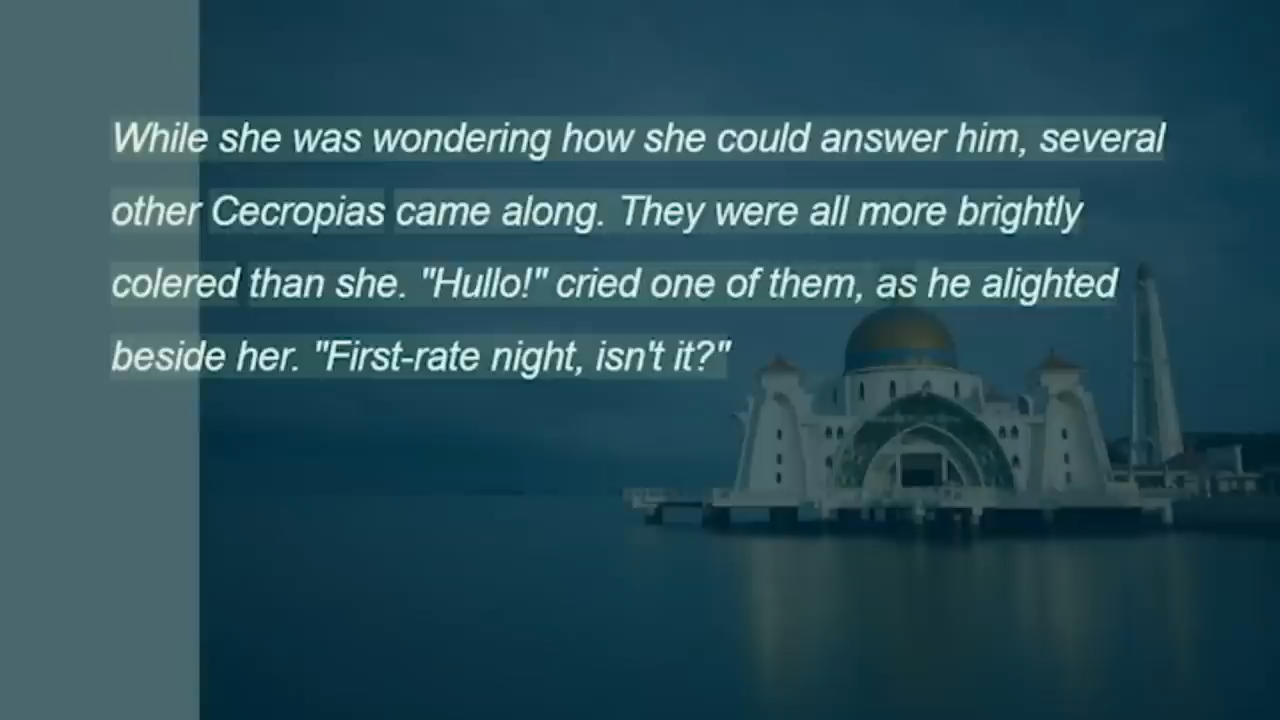 While she was wondering how she could answer him, several
other Cecropias came along. They were all more brightly
colered than she. "Hullo!" cried one of them, as he alighted
beside her. "First-rate night, isn't it?"